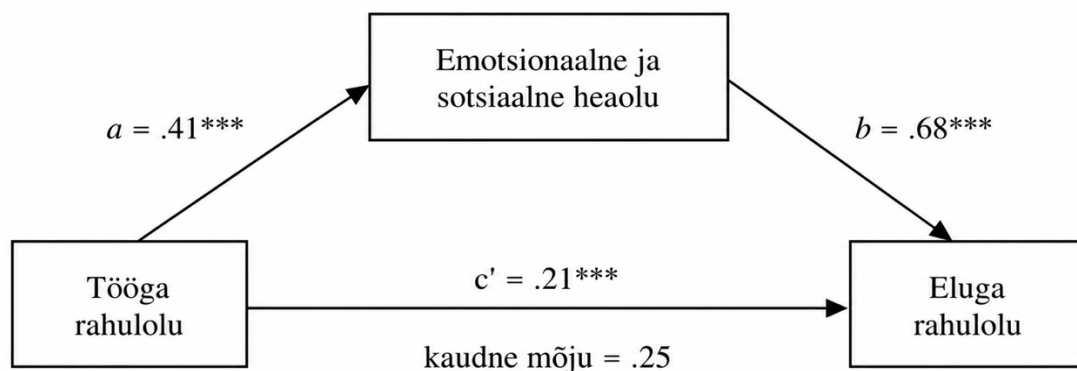 Emotsionaalne ja
sotsiaalne heaolu
a = .41***
b = .68***
Tööga
rahulolu
c' = .21***
kaudne mõju = .25
Eluga
rahulolu